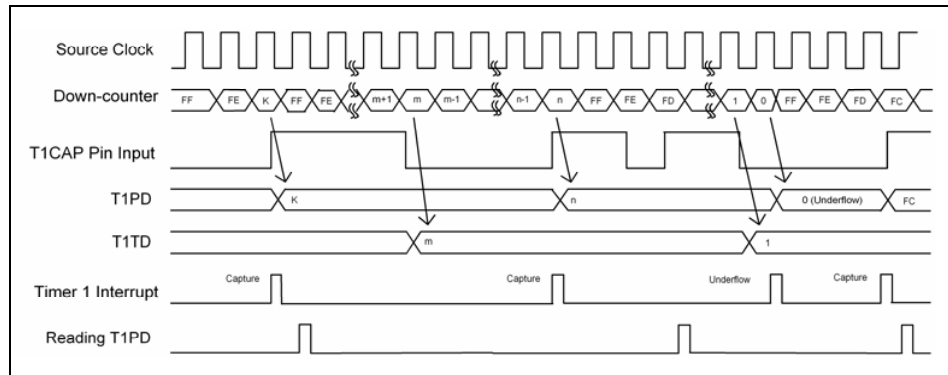 Source Clock
Down-counter FF FE K FF FE m+1 m m-1 n-1 n FF FE FD 1 0 FF FE FD FC
T1CAP Pin Input
T1PD K n 0 (Underflow) FC
T1TD m 1
Timer 1 Interrupt Capture Capture Underflow Capture
Reading T1PD